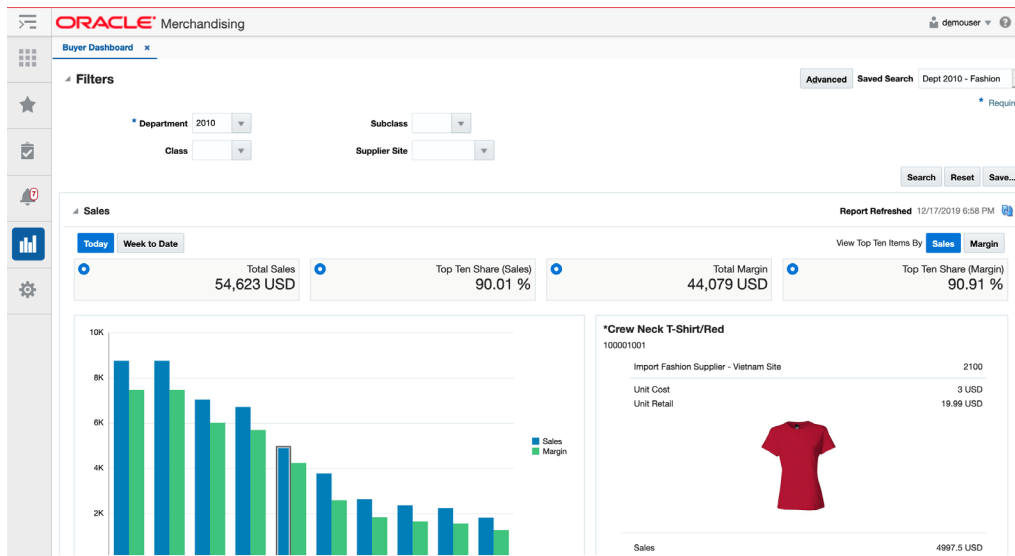 ORACLE® Merchandising
demouser
?
Buyer Dashboard ×
Filters
Advanced Saved Search Dept 2010 - Fashion
* Require
* Department 2010 Subclass
Class Supplier Site
7
Search Reset Save...
Sales Report Refreshed 12/17/2019 6:58 PM
Today Week to Date View Top Ten Items By Sales Margin
Total Sales Top Ten Share (Sales) Total Margin Top Ten Share (Margin)
54,623 USD 90.01 % 44,079 USD 90.91 %
10K
8K
6K
4K
2K
Sales
Margin
*Crew Neck T-Shirt/Red
100001001
Import Fashion Supplier - Vietnam Site 2100
Unit Cost 3 USD
Unit Retail 19.99 USD
Sales 4997.5 USD